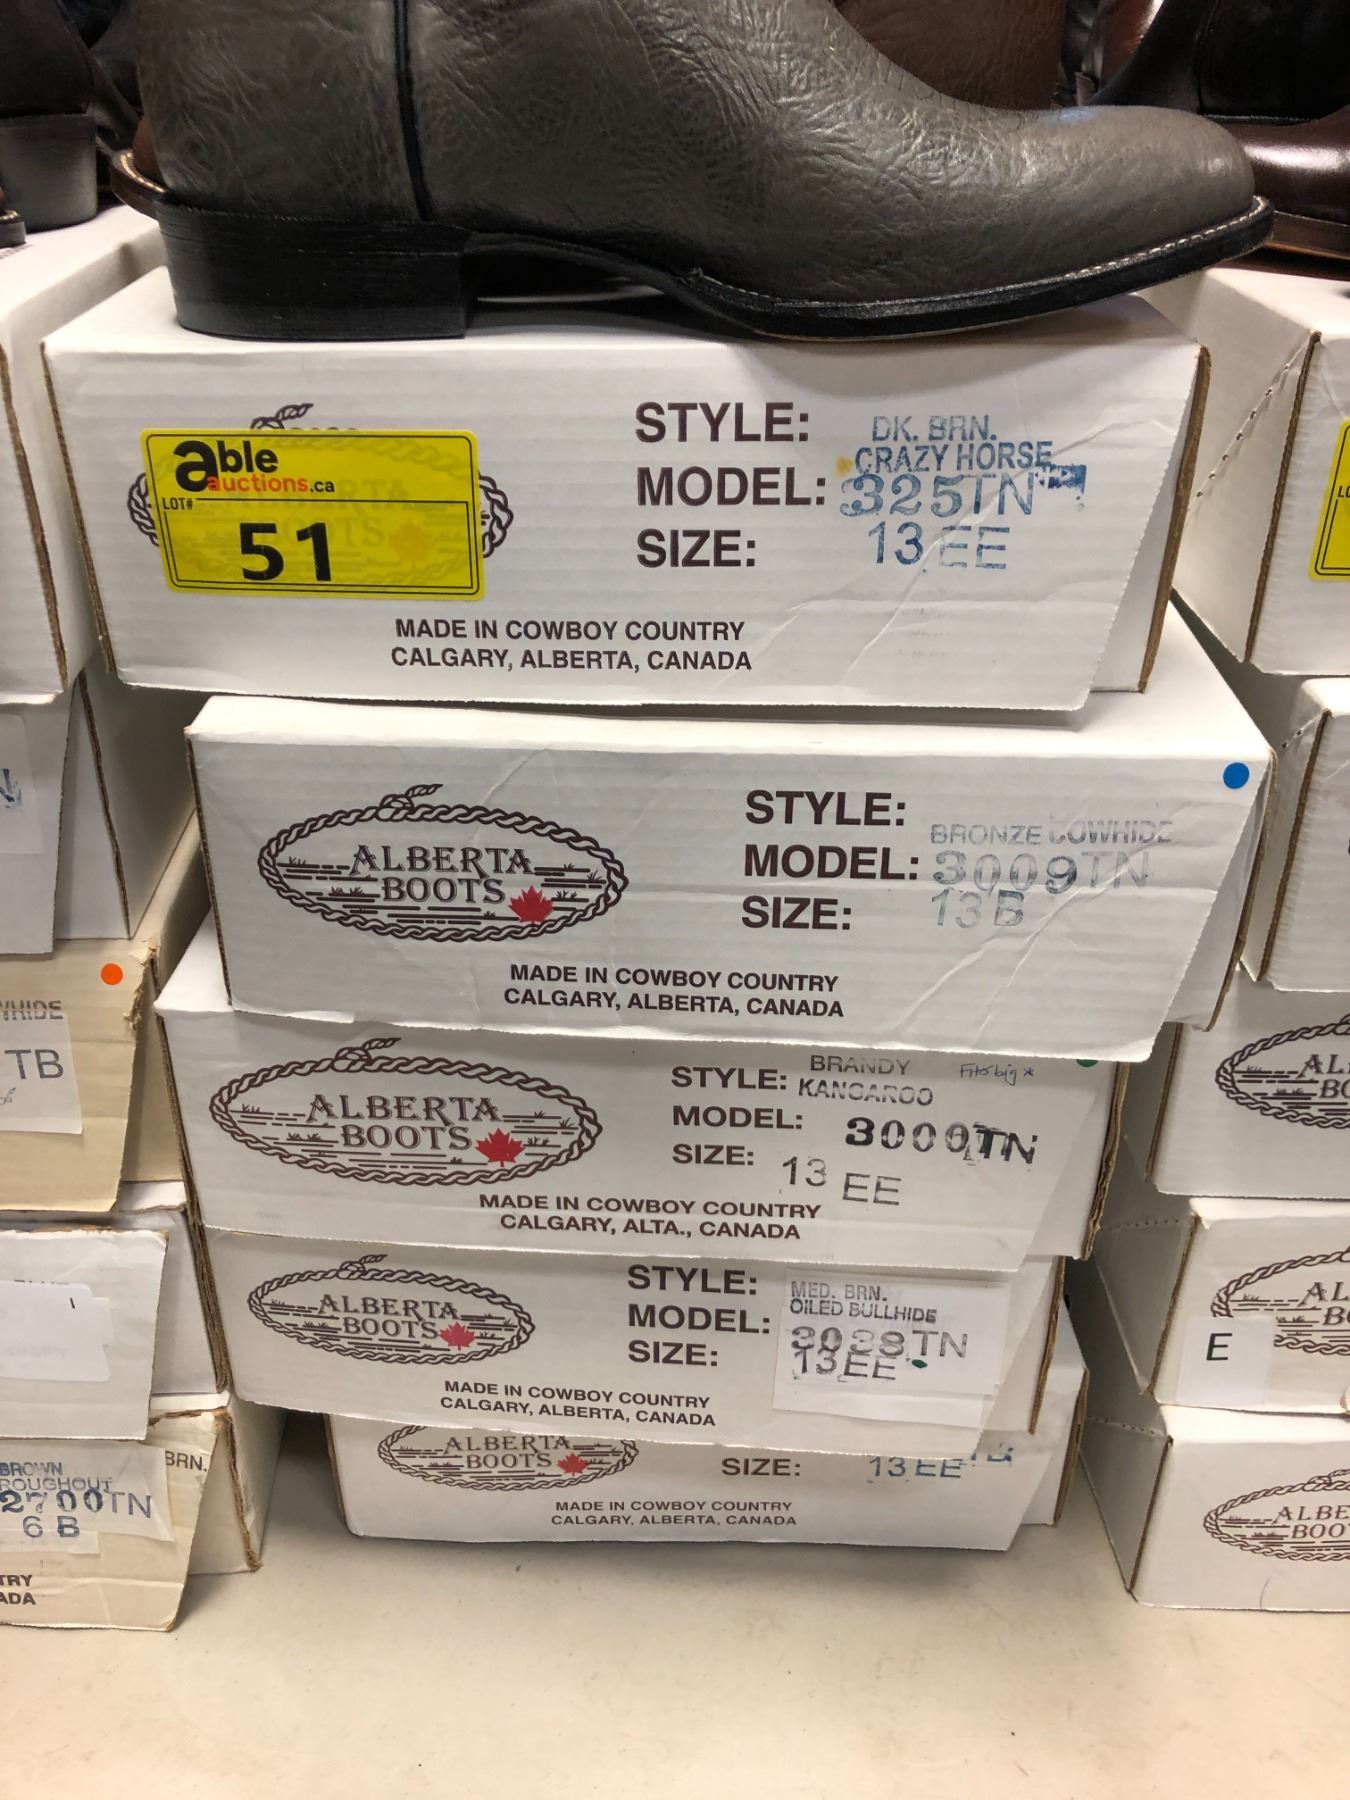 able
auctions.ca
LOT#
51
STYLE: DK. BRN.
CRAZY HORSE
MODEL: 325TN
SIZE: 13 EE
MADE IN COWBOY COUNTRY
CALGARY, ALBERTA, CANADA
ALBERTA
BOOTS
STYLE: BRONZE COWHIDE
MODEL: 3009TN
SIZE: 13 B
MADE IN COWBOY COUNTRY
CALGARY, ALBERTA, CANADA
ALBERTA
BOOTS
STYLE: BRANDY
KANGAROO
MODEL: 3000TN
SIZE: 13 EE
MADE IN COWBOY COUNTRY
CALGARY, ALTA., CANADA
ALBERTA
BOOTS
STYLE: MED. BRN.
OILED BULLHIDE
MODEL: 3038TN
SIZE: 13 EE
MADE IN COWBOY COUNTRY
CALGARY, ALBERTA, CANADA
ALBERTA
BOOTS
SIZE: 13 EE
MADE IN COWBOY COUNTRY
CALGARY, ALBERTA, CANADA
TB
BROWN
2700TN
6 B
BRN.
E